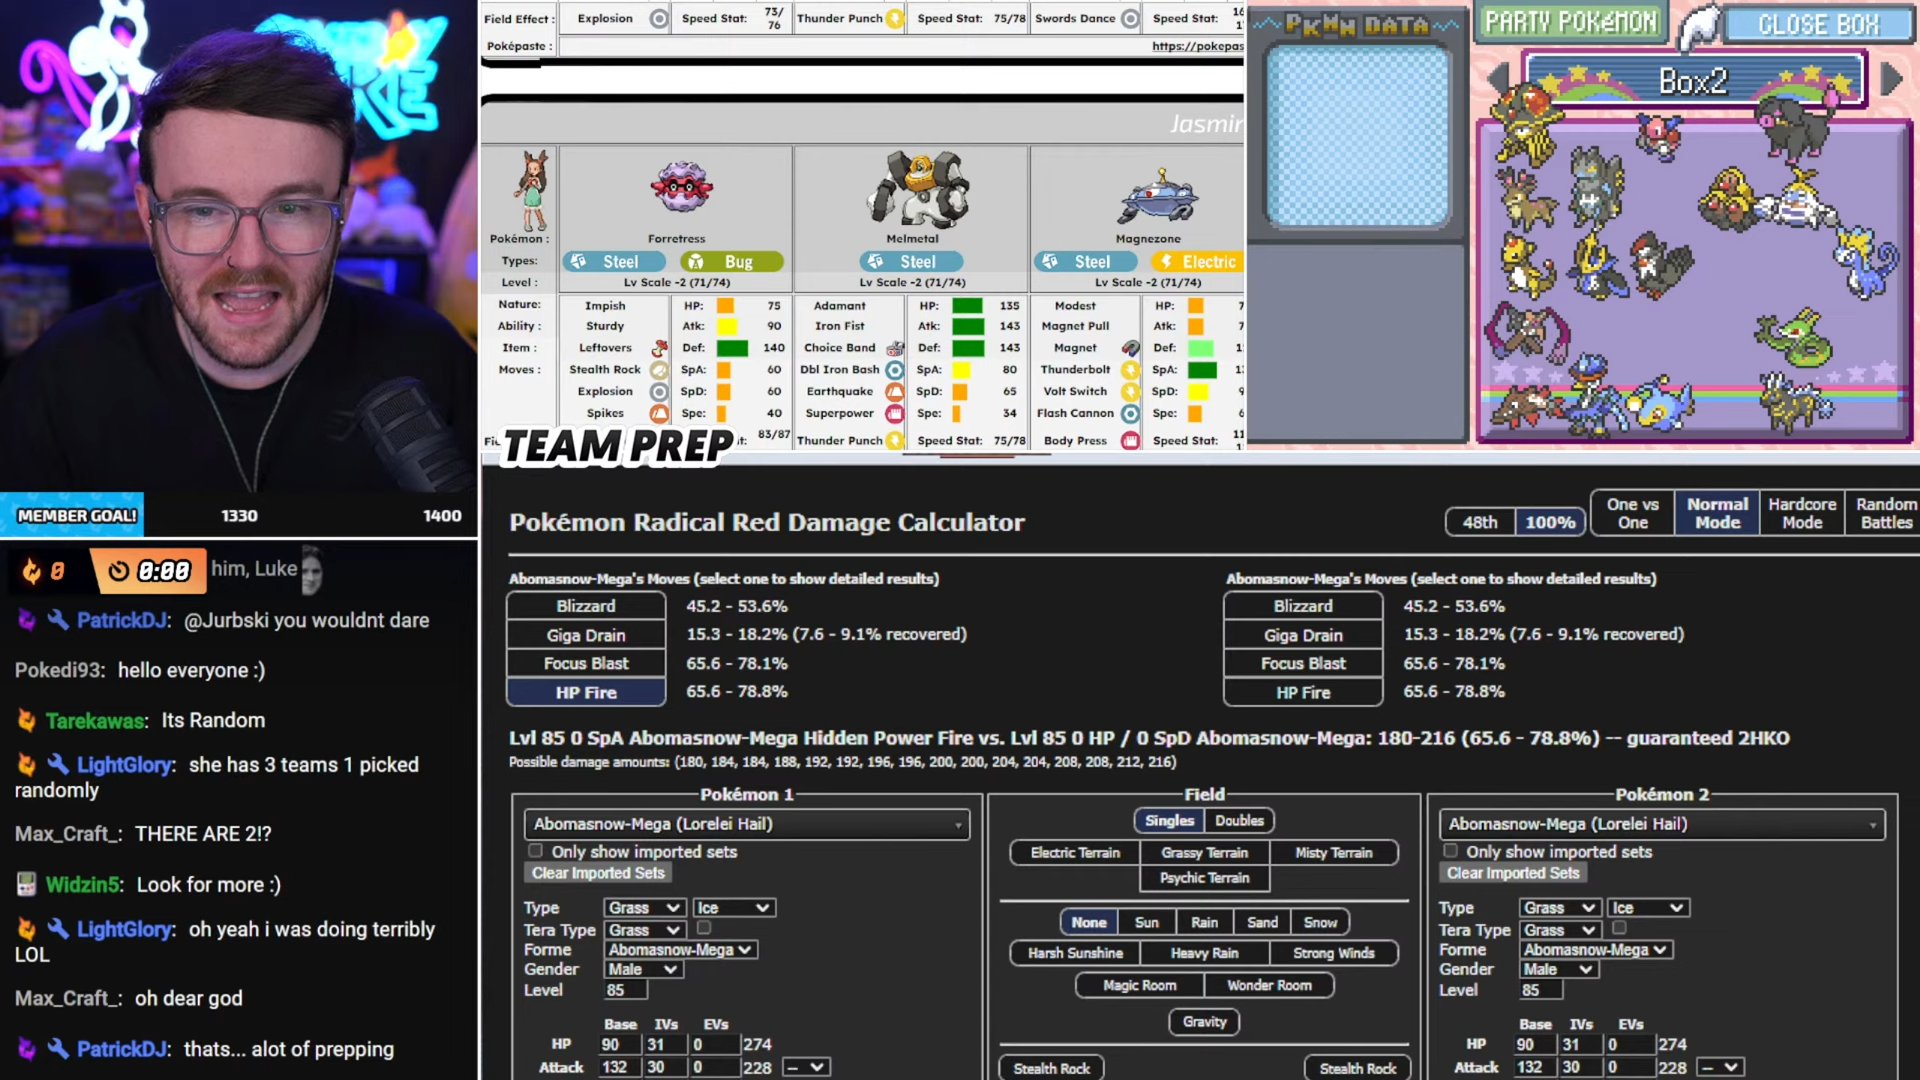 Field Effect :
Explosion
Speed Stat:
73/
76
Thunder Punch
Speed Stat:
75/78
Swords Dance
Speed Stat:
Poképaste :
https://pokepas
Jasmir
Pokémon :
Forretress
Melmetal
Magnezone
Types:
Steel
Bug
Steel
Steel
Electric
Level :
Lv Scale -2 (71/74)
Lv Scale -2 (71/74)
Lv Scale -2 (71/74)
Nature:
Impish
HP:
75
Adamant
HP:
135
Modest
HP:
7
Ability :
Sturdy
Atk:
90
Iron Fist
Atk:
143
Magnet Pull
Atk:
7
Item :
Leftovers
Def:
140
Choice Band
Def:
143
Magnet
Def:
Moves :
Stealth Rock
SpA:
60
Dbl Iron Bash
SpA:
80
Thunderbolt
SpA:
Explosion
SpD:
60
Earthquake
SpD:
65
Volt Switch
SpD:
9
Spikes
Spe:
40
Superpower
Spe:
34
Flash Cannon
Spe:
6
83/87
Thunder Punch
Speed Stat:
75/78
Body Press
Speed Stat:
TEAM PREP
PKMN DATA
PARTY POKéMON
CLOSE BOX
Box2
MEMBER GOAL!
1330
1400
0
0:00
him, Luke
PatrickDJ: @Jurbski you wouldnt dare
Pokedi93: hello everyone :)
Tarekawas: Its Random
LightGlory: she has 3 teams 1 picked
randomly
Max_Craft_: THERE ARE 2!?
Widzin5: Look for more :)
LightGlory: oh yeah i was doing terribly
LOL
Max_Craft_: oh dear god
PatrickDJ: thats... alot of prepping
Pokémon Radical Red Damage Calculator
48th
100%
One vs
One
Normal
Mode
Hardcore
Mode
Random
Battles
Abomasnow-Mega's Moves (select one to show detailed results)
Blizzard
45.2 - 53.6%
Giga Drain
15.3 - 18.2% (7.6 - 9.1% recovered)
Focus Blast
65.6 - 78.1%
HP Fire
65.6 - 78.8%
Abomasnow-Mega's Moves (select one to show detailed results)
Blizzard
45.2 - 53.6%
Giga Drain
15.3 - 18.2% (7.6 - 9.1% recovered)
Focus Blast
65.6 - 78.1%
HP Fire
65.6 - 78.8%
Lvl 85 0 SpA Abomasnow-Mega Hidden Power Fire vs. Lvl 85 0 HP / 0 SpD Abomasnow-Mega: 180-216 (65.6 - 78.8%) -- guaranteed 2HKO
Possible damage amounts: (180, 184, 184, 188, 192, 192, 196, 196, 200, 200, 204, 204, 208, 208, 212, 216)
Pokémon 1
Abomasnow-Mega (Lorelei Hail)
Only show imported sets
Clear Imported Sets
Type
Grass
Ice
Tera Type
Grass
Forme
Abomasnow-Mega
Gender
Male
Level
85
Base
IVs
EVs
HP
90
31
0
274
Attack
132
30
0
228
--
Field
Singles
Doubles
Electric Terrain
Grassy Terrain
Misty Terrain
Psychic Terrain
None
Sun
Rain
Sand
Snow
Harsh Sunshine
Heavy Rain
Strong Winds
Magic Room
Wonder Room
Gravity
Stealth Rock
Stealth Rock
Pokémon 2
Abomasnow-Mega (Lorelei Hail)
Only show imported sets
Clear Imported Sets
Type
Grass
Ice
Tera Type
Grass
Forme
Abomasnow-Mega
Gender
Male
Level
85
Base
IVs
EVs
HP
90
31
0
274
Attack
132
30
0
228
--